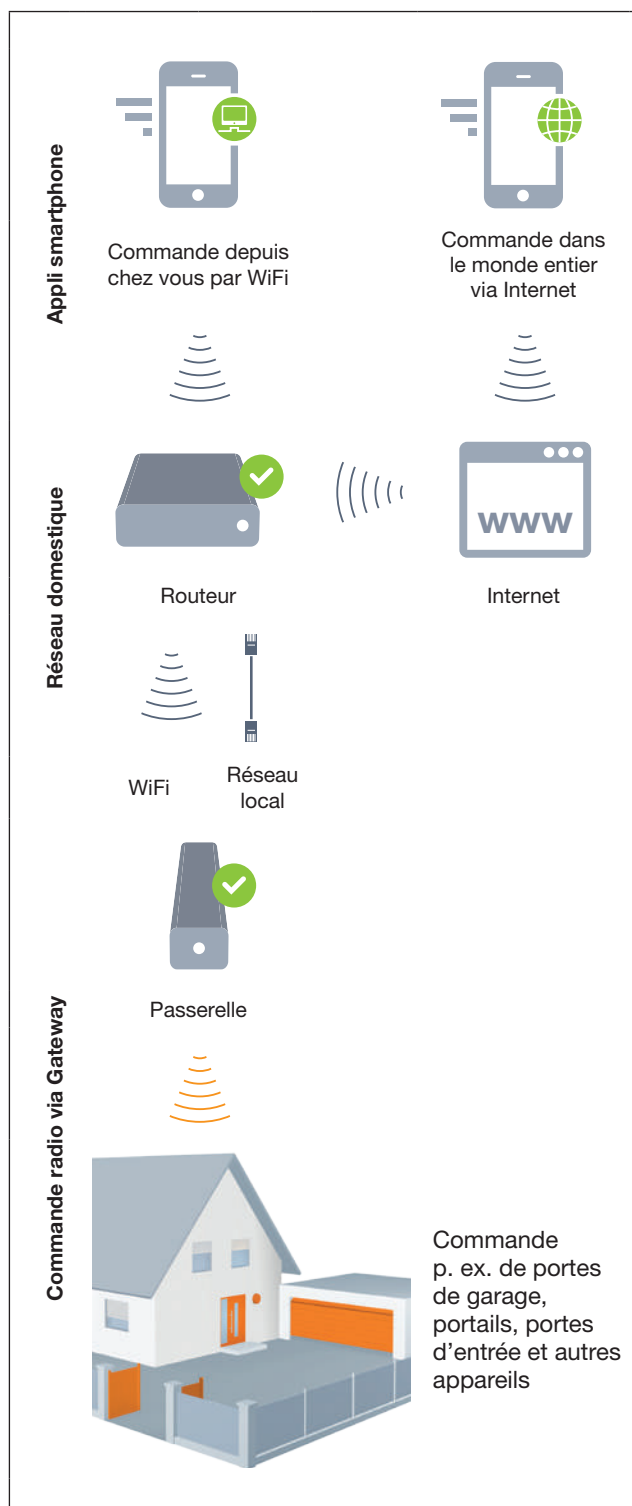 Appli smartphone
Commande depuis
chez vous par WiFi
Commande dans
le monde entier
via Internet
Réseau domestique
www
Routeur
Internet
WiFi
Réseau
local
Commande radio via Gateway
Passerelle
Commande
p. ex. de portes
de garage,
portails, portes
d'entrée et autres
appareils